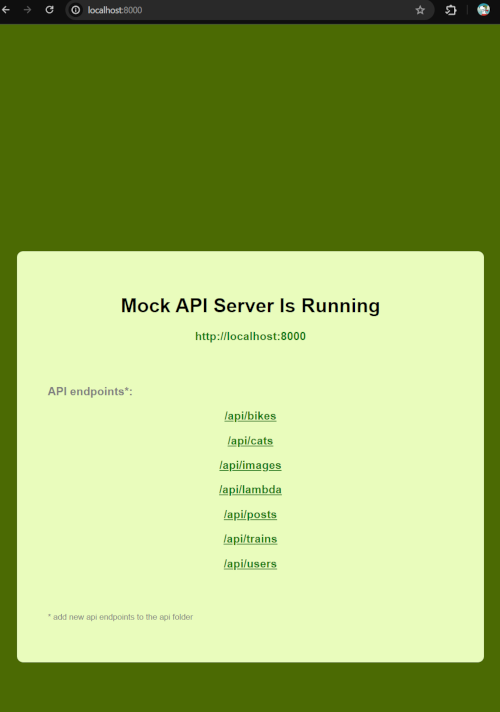 localhost:8000
Mock API Server Is Running
http://localhost:8000
API endpoints*:
/api/bikes
/api/cats
/api/images
/api/lambda
/api/posts
/api/trains
/api/users
* add new api endpoints to the api folder